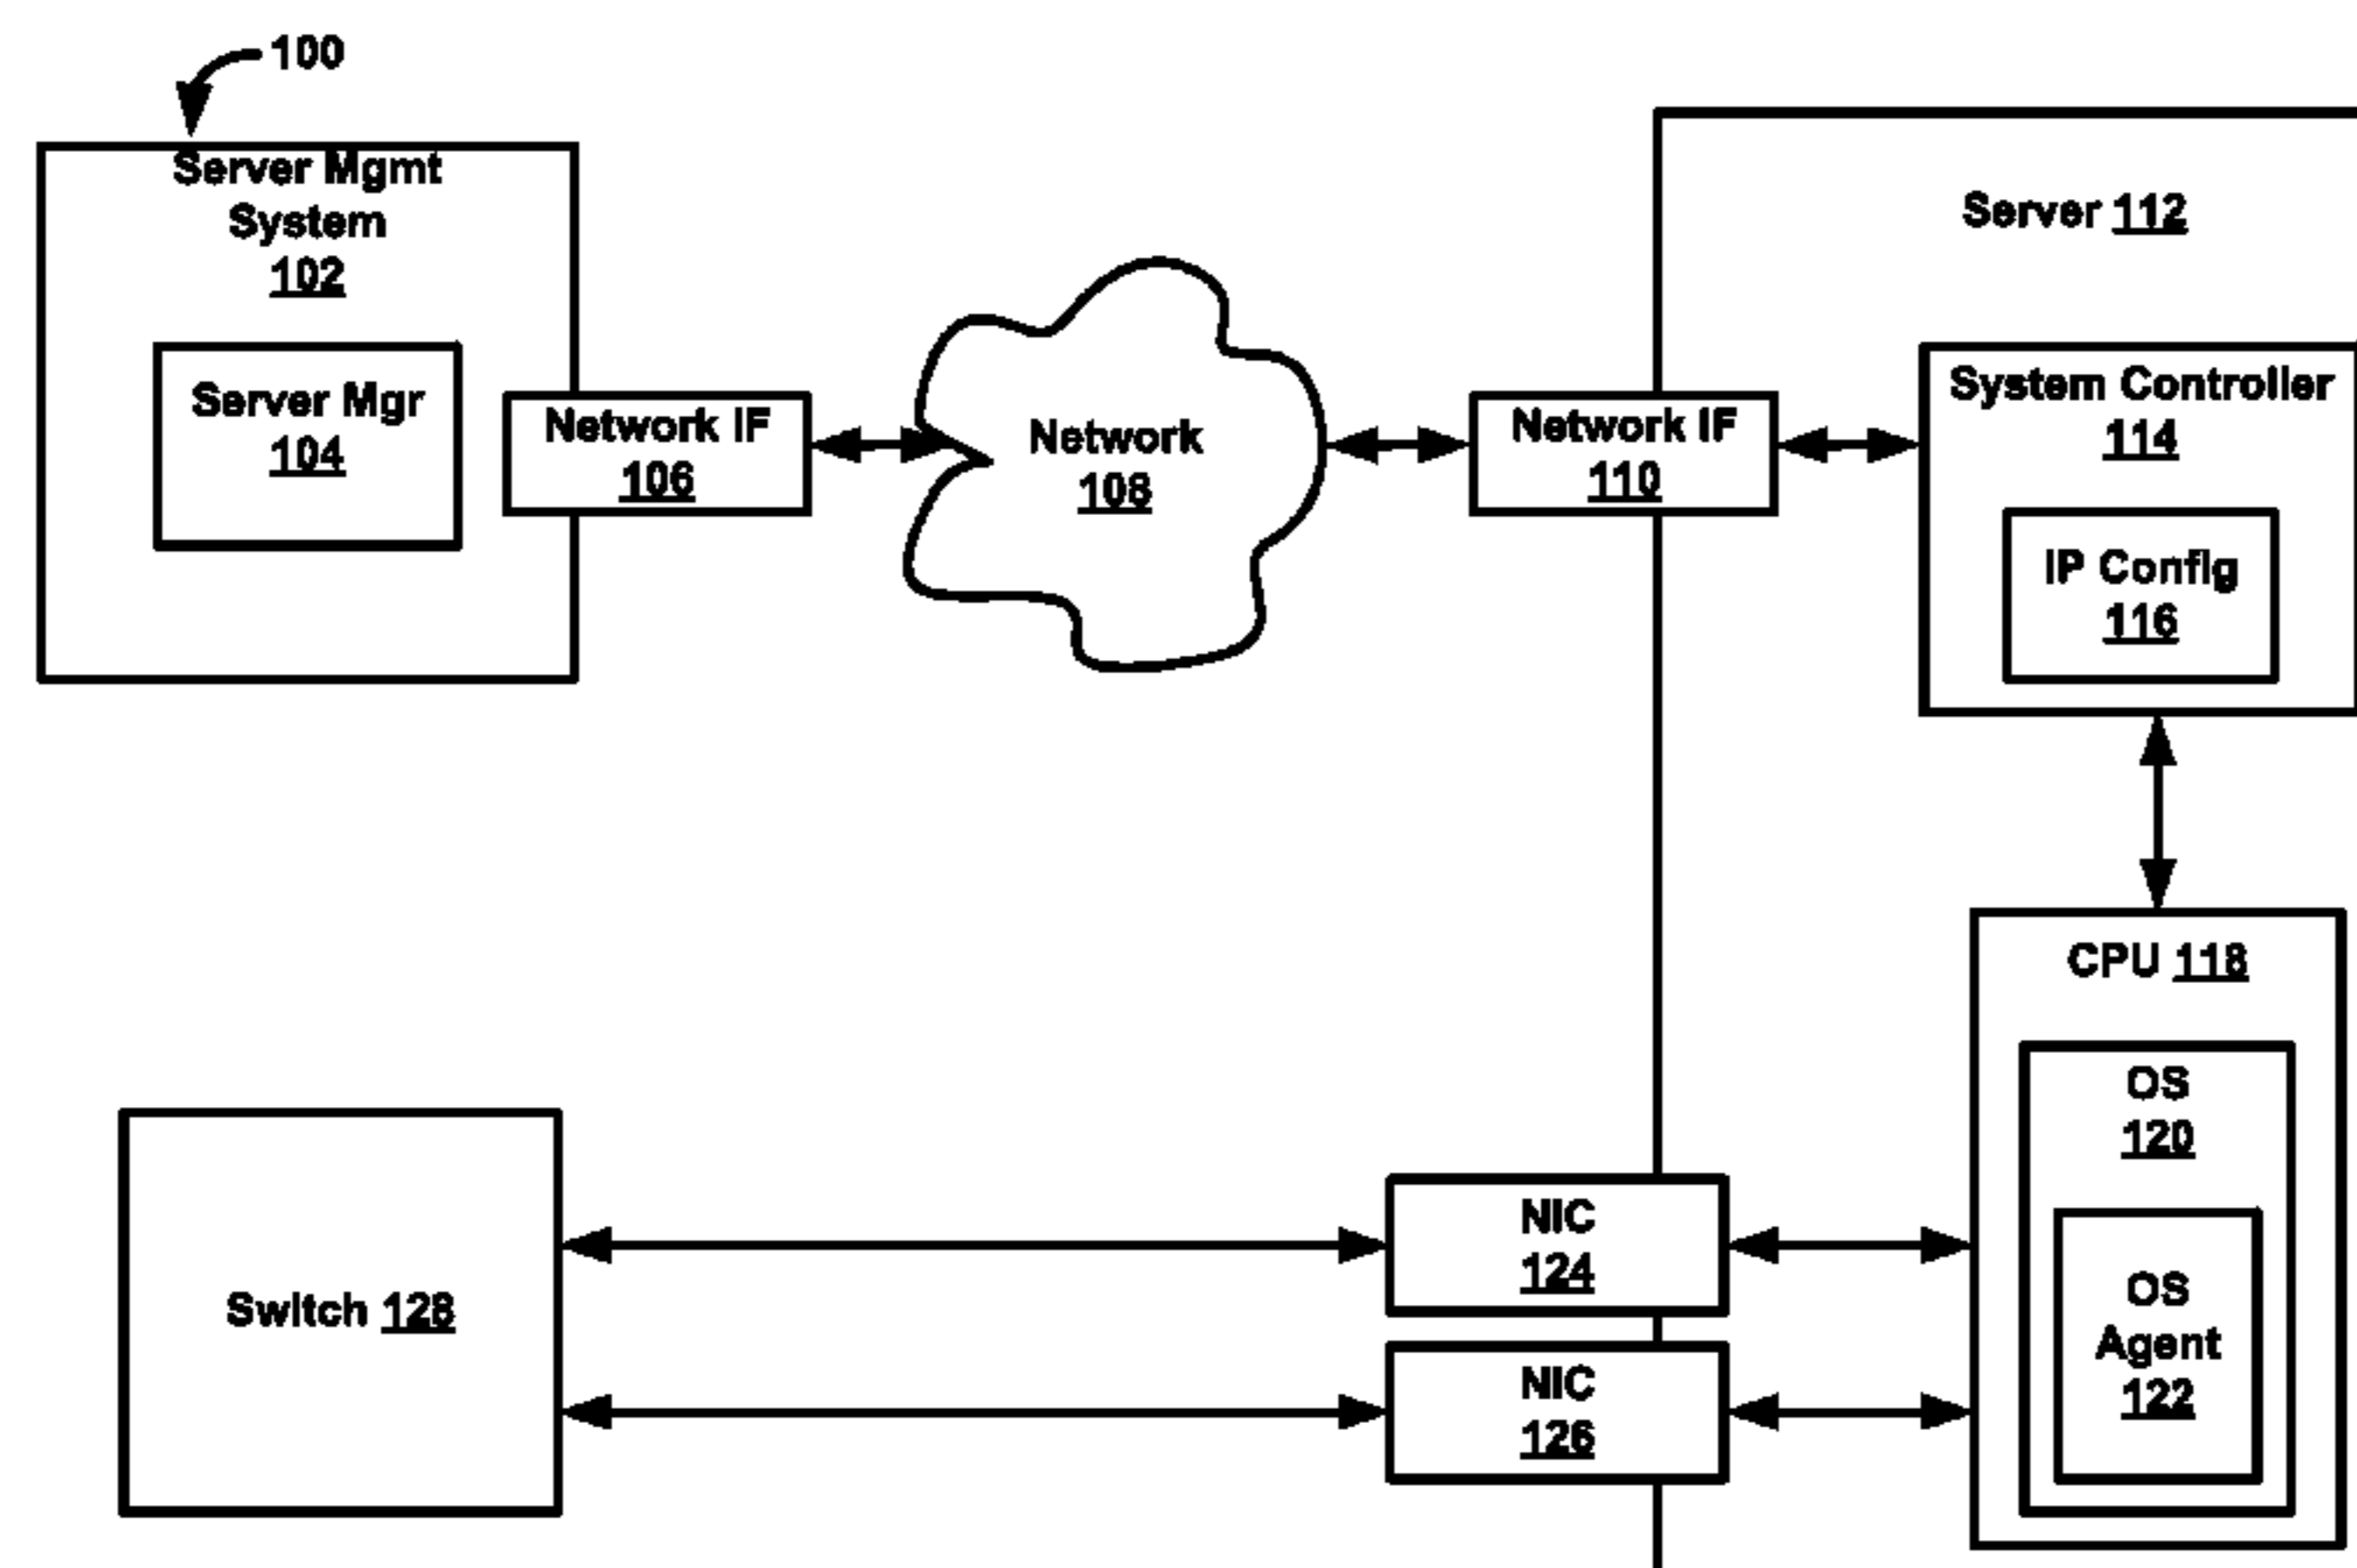 100
Server Mgmt
System
102
Server Mgr
104
Network IF
106
Network
108
Network IF
110
Server 112
System Controller
114
IP Config
116
CPU 118
OS
120
OS
Agent
122
NIC
124
NIC
126
Switch 128